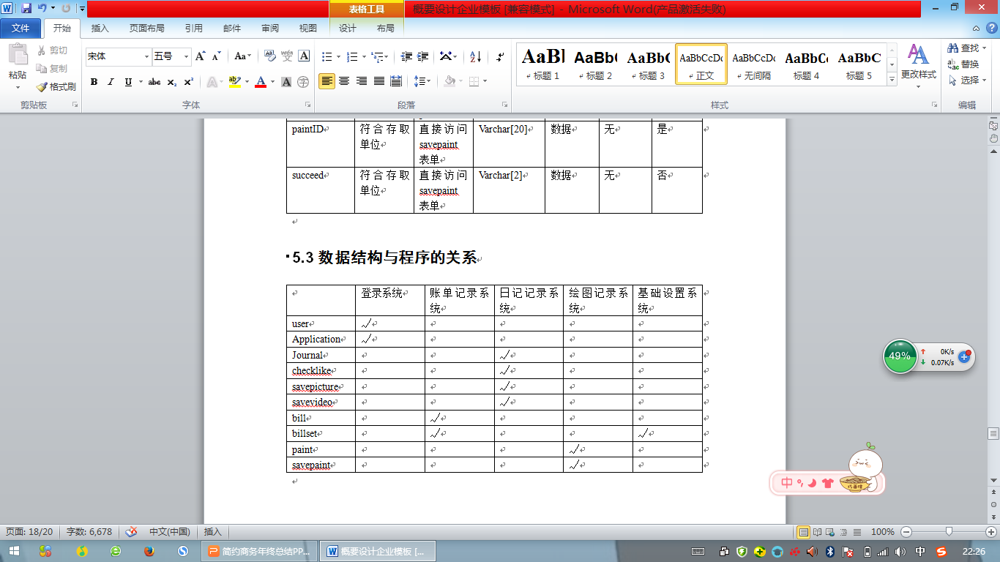 表格工具
概要设计企业模板 [兼容模式] - Microsoft Word(产品激活失败)
文件 开始 插入 页面布局 引用 邮件 审阅 视图 设计 布局
粘贴
剪切
复制
格式刷
剪贴板
宋体 五号
字体
段落
AaBl AaBb( AaBbC AaBbCcDc AaBbCcDc AaBb( AaBbC
标题 1 标题 2 标题 3 正文 无间隔 标题 4 标题 5
更改样式
样式
查找
替换
选择
编辑
paintID 符合存取单位 直接访问savepaint表单 Varchar[20] 数据 无 是
succeed 符合存取单位 直接访问savepaint表单 Varchar[2] 数据 无 否
5.3 数据结构与程序的关系
登录系统 账单记录系统 日记记录系统 绘图记录系统 基础设置系统
user √
Application √
Journal √
checklike √
savepicture √
savevideo √
bill √
billset √ √
paint √
savepaint √
49%
0K/s
0.07K/s
中
页面: 18/20 字数: 6,678 中文(中国) 插入 100%
简约商务年终总结PP...
概要设计企业模板 [...
中 22:26